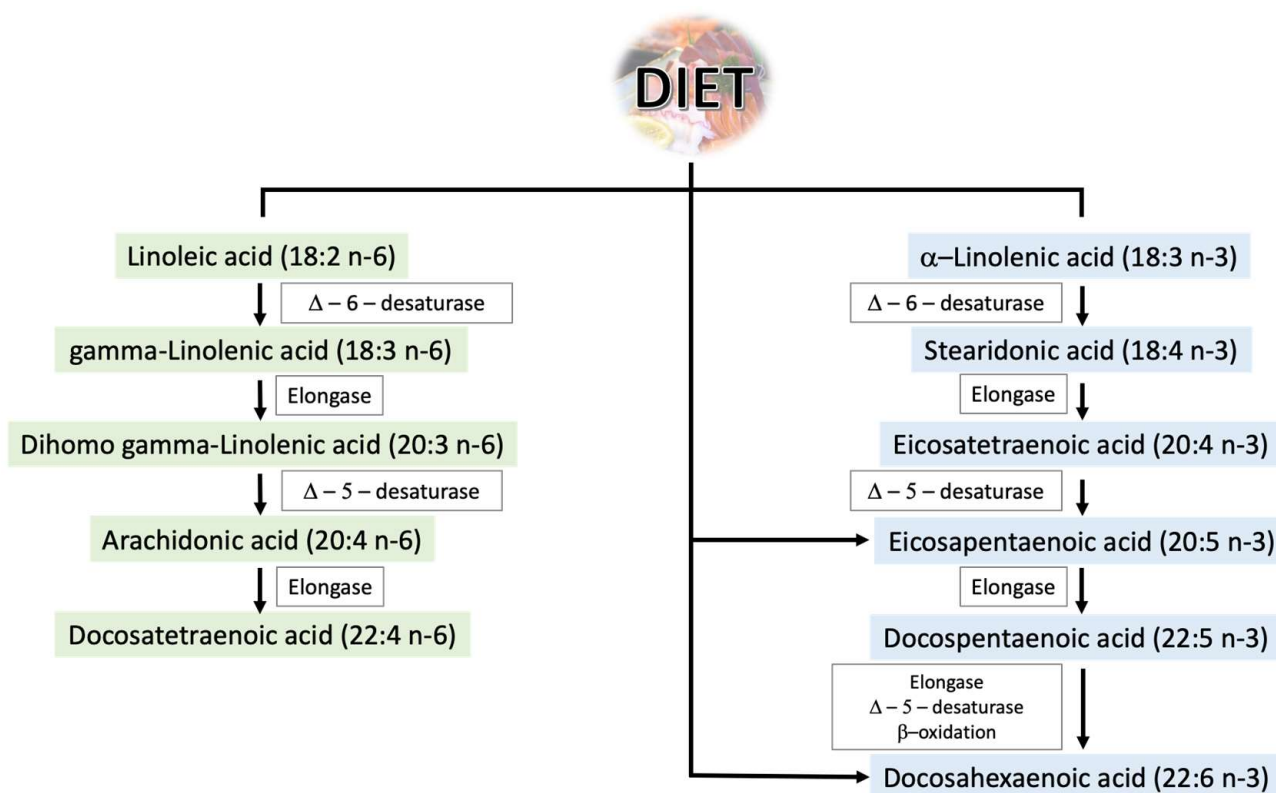 DIET
Linoleic acid (18:2 n-6)
Δ – 6 – desaturase
gamma-Linolenic acid (18:3 n-6)
Elongase
Dihomo gamma-Linolenic acid (20:3 n-6)
Δ – 5 – desaturase
Arachidonic acid (20:4 n-6)
Elongase
Docosatetraenoic acid (22:4 n-6)
α–Linolenic acid (18:3 n-3)
Δ – 6 – desaturase
Stearidonic acid (18:4 n-3)
Elongase
Eicosatetraenoic acid (20:4 n-3)
Δ – 5 – desaturase
Eicosapentaenoic acid (20:5 n-3)
Elongase
Docospentaenoic acid (22:5 n-3)
Elongase
Δ – 5 – desaturase
β–oxidation
Docosahexaenoic acid (22:6 n-3)